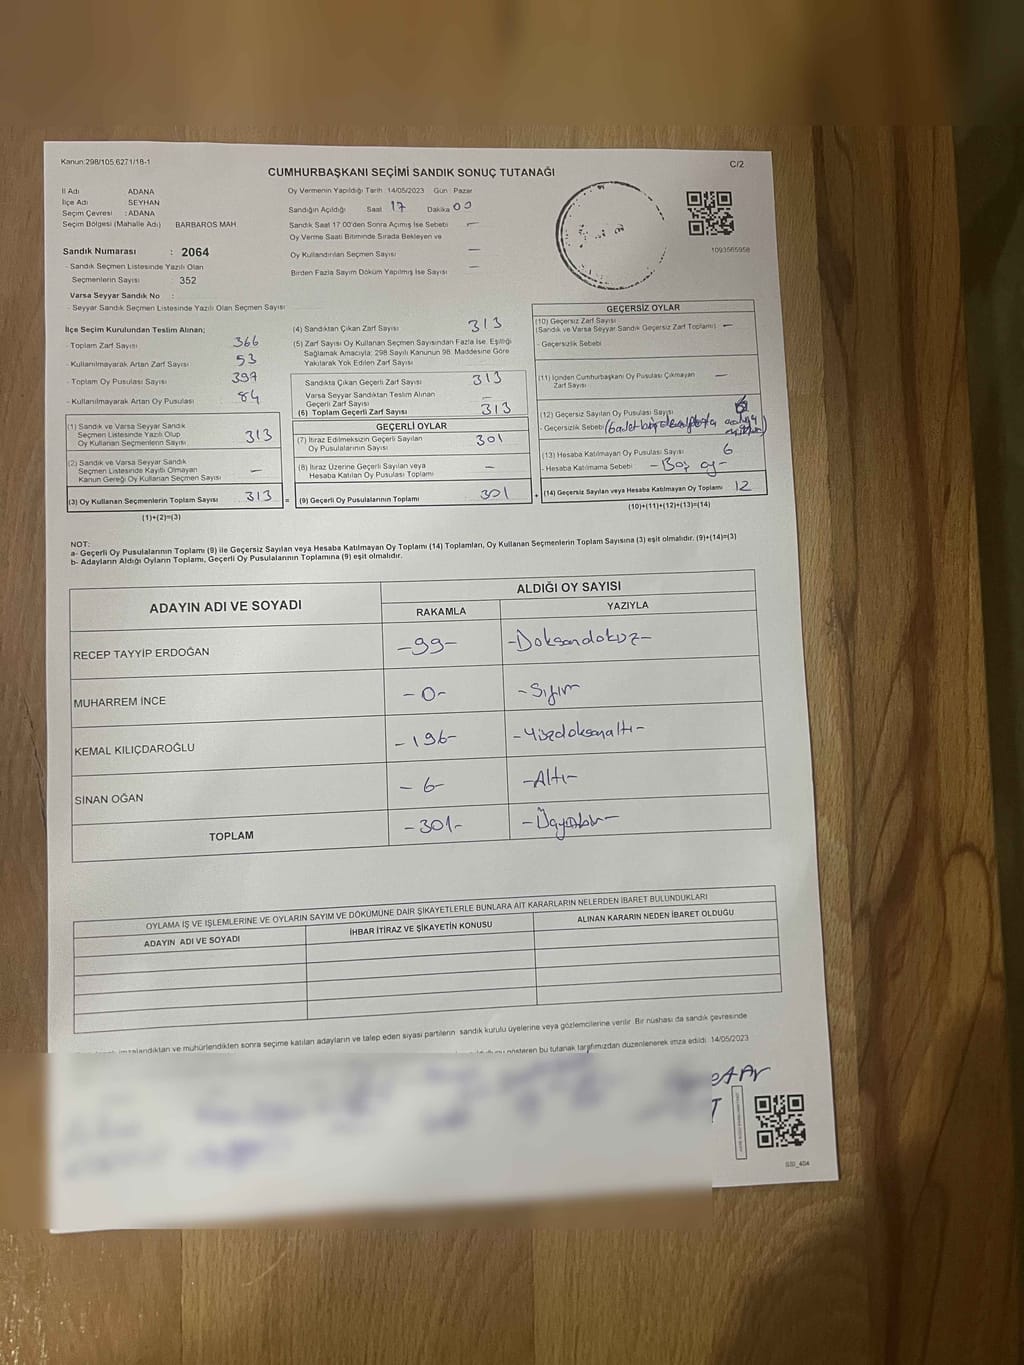 Kanun:298/105,6271/18-1
C/2
CUMHURBAŞKANI SEÇİMİ SANDIK SONUÇ TUTANAĞI
İl Adı ADANA
İlçe Adı SEYHAN
Seçim Çevresi : ADANA
Seçim Bölgesi (Mahalle Adı) BARBAROS MAH
Sandık Numarası : 2064
- Sandık Seçmen Listesinde Yazılı Olan
Seçmenlerin Sayısı : 352
Varsa Seyyar Sandık No :
- Seyyar Sandık Seçmen Listesinde Yazılı Olan Seçmen Sayısı
Oy Vermenin Yapıldığı Tarih : 14/05/2023 Gün : Pazar
Sandığın Açıldığı Saat 17 Dakika 00
Sandık Saat 17.00'den Sonra Açımış İse Sebebi —
Oy Verme Saati Bitiminde Sırada Bekleyen ve
Oy Kullandırılan Seçmen Sayısı —
Birden Fazla Sayım Döküm Yapılmış İse Sayısı —
1093565958
İlçe Seçim Kurulundan Teslim Alınan;
- Toplam Zarf Sayısı 366
- Kullanılmayarak Artan Zarf Sayısı 53
- Toplam Oy Pusulası Sayısı 397
- Kullanılmayarak Artan Oy Pusulası 84
(1) Sandık ve Varsa Seyyar Sandık
Seçmen Listesinde Yazılı Olup
Oy Kullanan Seçmenlerin Sayısı 313
(2) Sandık ve Varsa Seyyar Sandık
Seçmen Listesinde Kayıtlı Olmayan
Kanun Gereği Oy Kullanan Seçmen Sayısı —
(3) Oy Kullanan Seçmenlerin Toplam Sayısı 313 =
(1)+(2)=(3)
(4) Sandıktan Çıkan Zarf Sayısı 313
(5) Zarf Sayısı Oy Kullanan Seçmen Sayısından Fazla İse, Eşitliği
Sağlamak Amacıyla; 298 Sayılı Kanunun 98. Maddesine Göre
Yakılarak Yok Edilen Zarf Sayısı
Sandıkta Çıkan Geçerli Zarf Sayısı 313
Varsa Seyyar Sandıktan Teslim Alınan
Geçerli Zarf Sayısı —
(6) Toplam Geçerli Zarf Sayısı 313
GEÇERLİ OYLAR
(7) İtiraz Edilmeksizin Geçerli Sayılan
Oy Pusulalarının Sayısı 301
(8) İtiraz Üzerine Geçerli Sayılan veya
Hesaba Katılan Oy Pusulası Toplamı —
(9) Geçerli Oy Pusulalarının Toplamı 301 +
GEÇERSİZ OYLAR
(10) Geçersiz Zarf Sayısı
(Sandık ve Varsa Seyyar Sandık Geçersiz Zarf Toplamı) —
- Geçersizlik Sebebi
(11) İçinden Cumhurbaşkanı Oy Pusulası Çıkmayan
Zarf Sayısı —
(12) Geçersiz Sayılan Oy Pusulası Sayısı 6
- Geçersizlik Sebebi (6 adet
(13) Hesaba Katılmayan Oy Pusulası Sayısı 6
- Hesaba Katılmama Sebebi - Boş oy -
(14) Geçersiz Sayılan veya Hesaba Katılmayan Oy Toplamı 12
(10)+(11)+(12)+(13)=(14)
NOT:
a- Geçerli Oy Pusulalarının Toplamı (9) ile Geçersiz Sayılan veya Hesaba Katılmayan Oy Toplamı (14) Toplamları, Oy Kullanan Seçmenlerin Toplam Sayısına (3) eşit olmalıdır. (9)+(14)=(3)
b- Adayların Aldığı Oyların Toplamı, Geçerli Oy Pusulalarının Toplamına (9) eşit olmalıdır.
ADAYIN ADI VE SOYADI ALDIĞI OY SAYISI
RAKAMLA YAZIYLA
RECEP TAYYİP ERDOĞAN -99- -Doksandokuz-
MUHARREM İNCE -0- -Sıfır
KEMAL KILIÇDAROĞLU -196- -Yüzdoksanaltı-
SİNAN OĞAN -6- -Altı-
TOPLAM -301- -Üçyüzbir-
OYLAMA İŞ VE İŞLEMLERİNE VE OYLARIN SAYIM VE DÖKÜMÜNE DAİR ŞİKAYETLERLE BUNLARA AİT KARARLARIN NELERDEN İBARET BULUNDUKLARI
ADAYIN ADI VE SOYADI İHBAR İTİRAZ VE ŞİKAYETİN KONUSU ALINAN KARARIN NEDEN İBARET OLDUĞU
imzalandıktan ve mühürlendikten sonra seçime katılan adayların ve talep eden siyasi partilerin sandık kurulu üyelerine veya gözlemcilerine verilir. Bir nüshası da sandık çevresinde
gösteren bu tutanak tarafımızdan düzenlenerek imza edildi. 14/05/2023